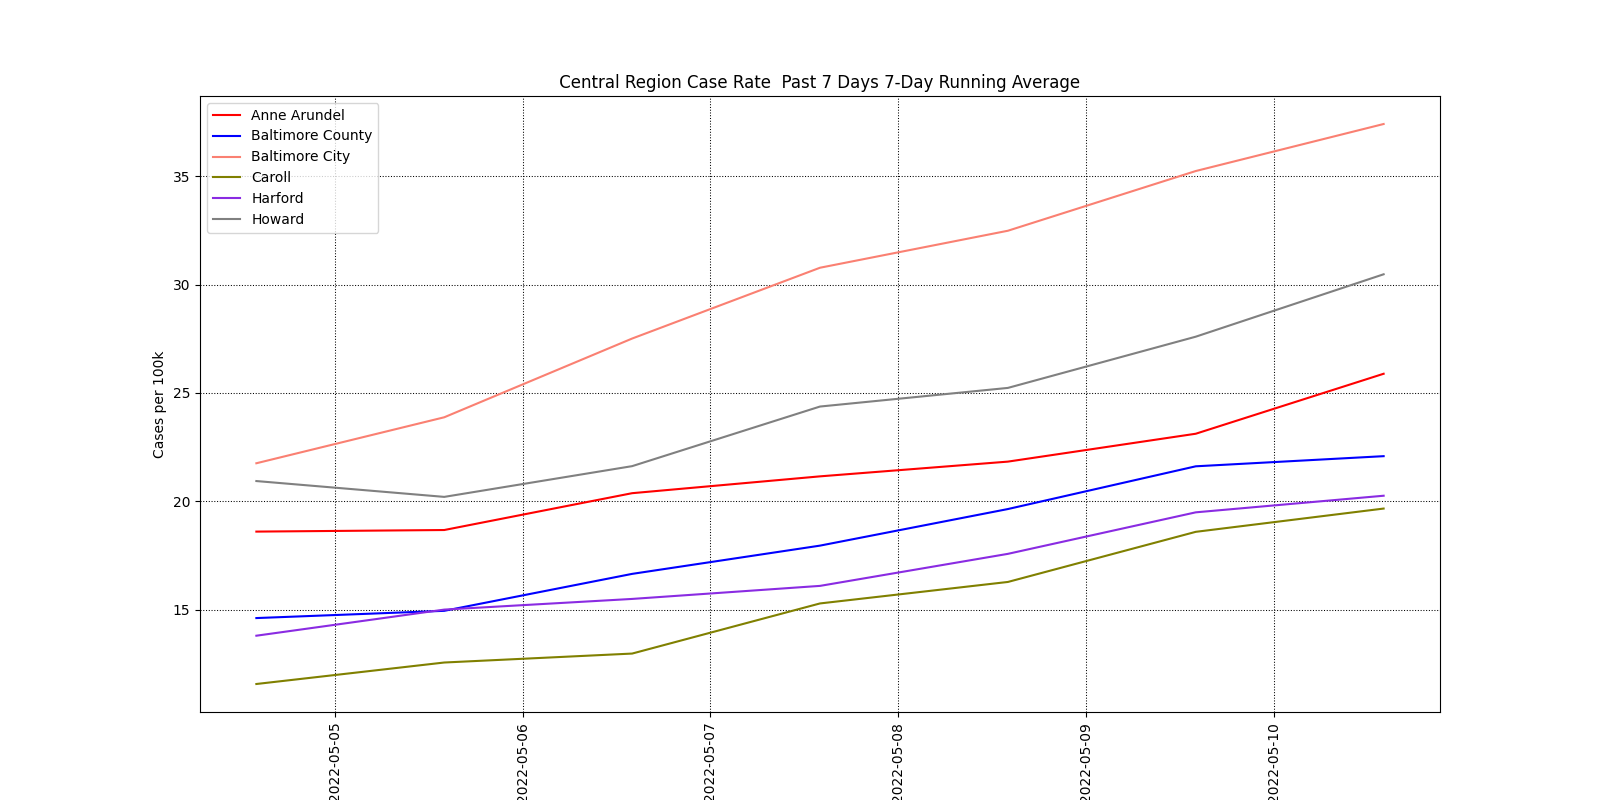 Central Region Case Rate  Past 7 Days 7-Day Running Average
Anne Arundel
Baltimore County
Baltimore City
Caroll
Harford
Howard
35
30
25
20
15
Cases per 100k
2022-05-05
2022-05-06
2022-05-07
2022-05-08
2022-05-09
2022-05-10